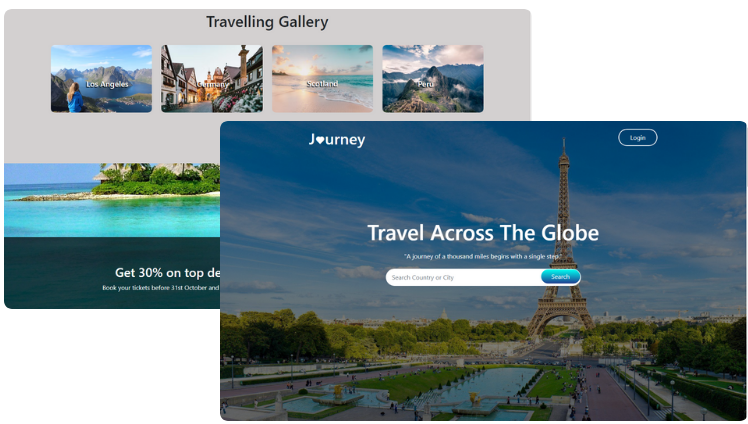 Travelling Gallery
Los Angeles
Germany
Scotland
Peru
Get 30% on top de
Book your tickets before 31st October and
J♥urney
Login
Travel Across The Globe
"A journey of a thousand miles begins with a single step."
Search Country or City
Search